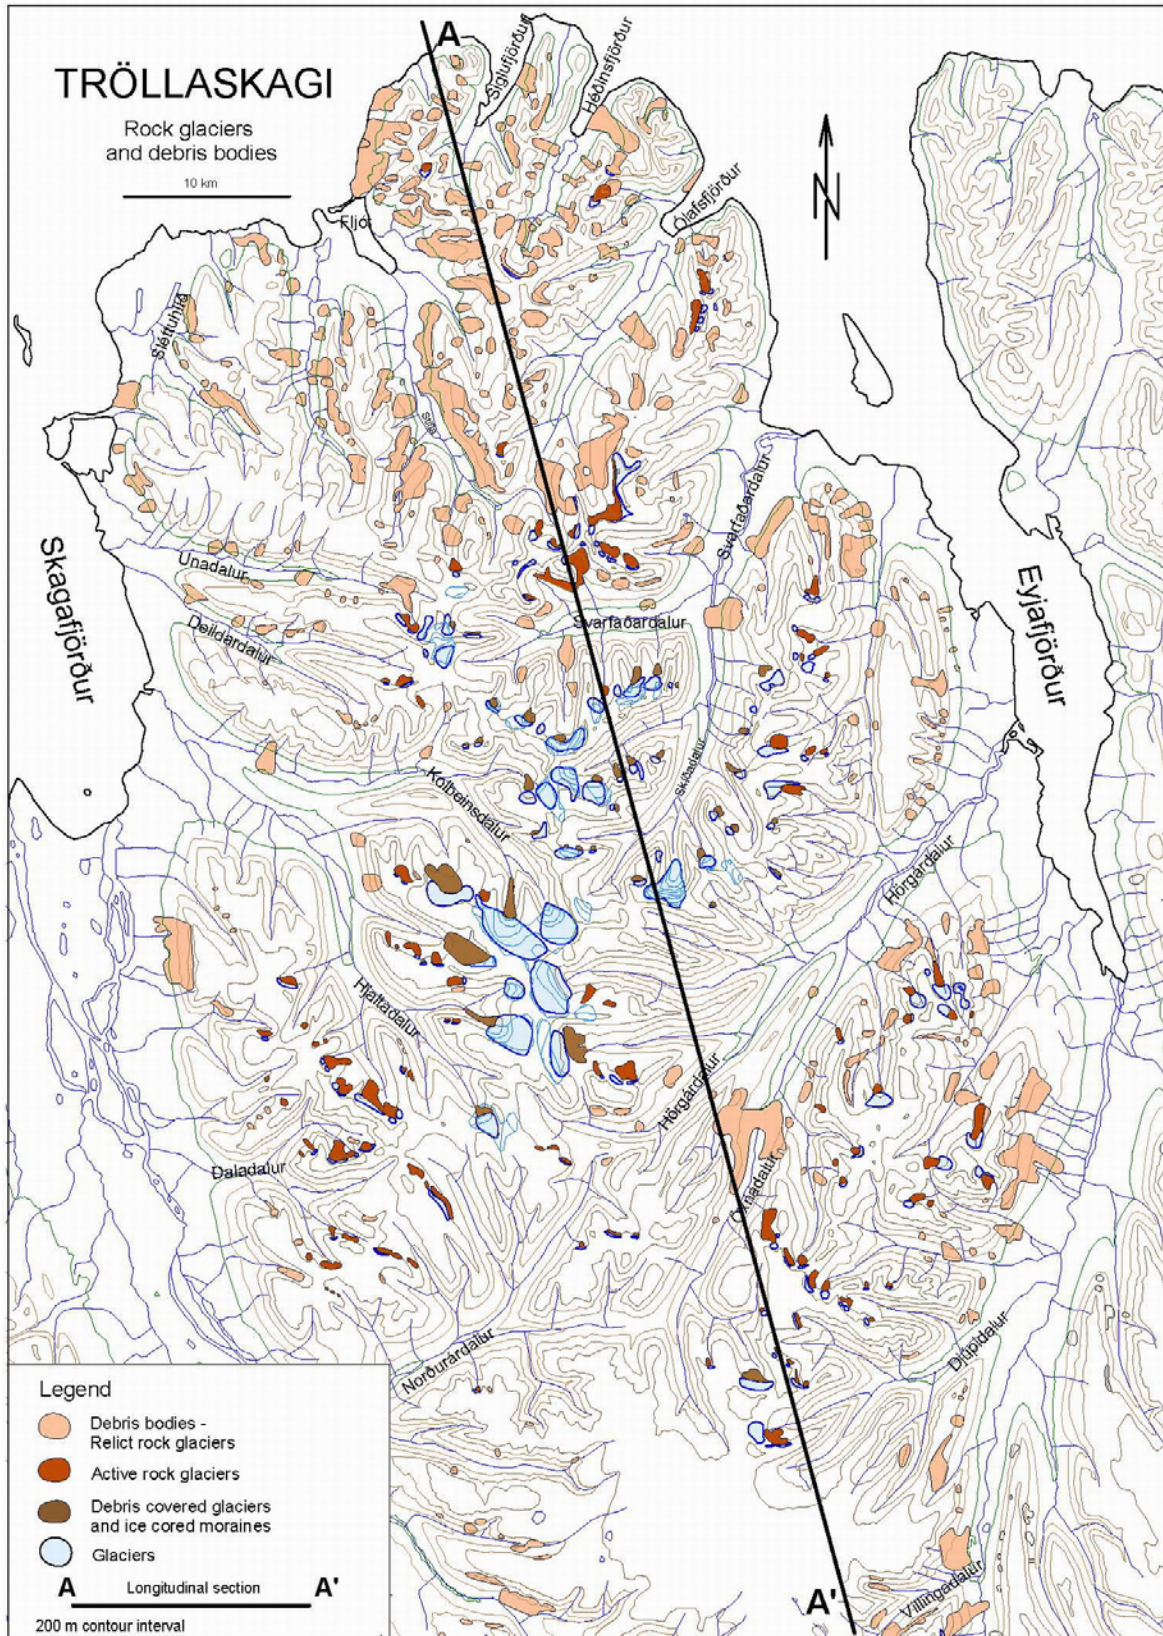 TRÖLLASKAGI
Rock glaciers
and debris bodies
10 km
A
Siglufjörður
Héðinsfjörður
Ólafsfjörður
N
Fljót
Sléttuhlíð
Stífla
Skagafjörður
Unadalur
Deildardalur
Svarfaðardalur
Svarfaðardalur
Eyjafjörður
Skíðadalur
Kolbeinsdalur
Hörgárdalur
Hjaltadalur
Hörgárdalur
Daladalur
Norðurárdalur
Djúpidalur
Villingadalur
A'
Legend
Debris bodies -
Relict rock glaciers
Active rock glaciers
Debris covered glaciers
and ice cored moraines
Glaciers
A Longitudinal section A'
200 m contour interval